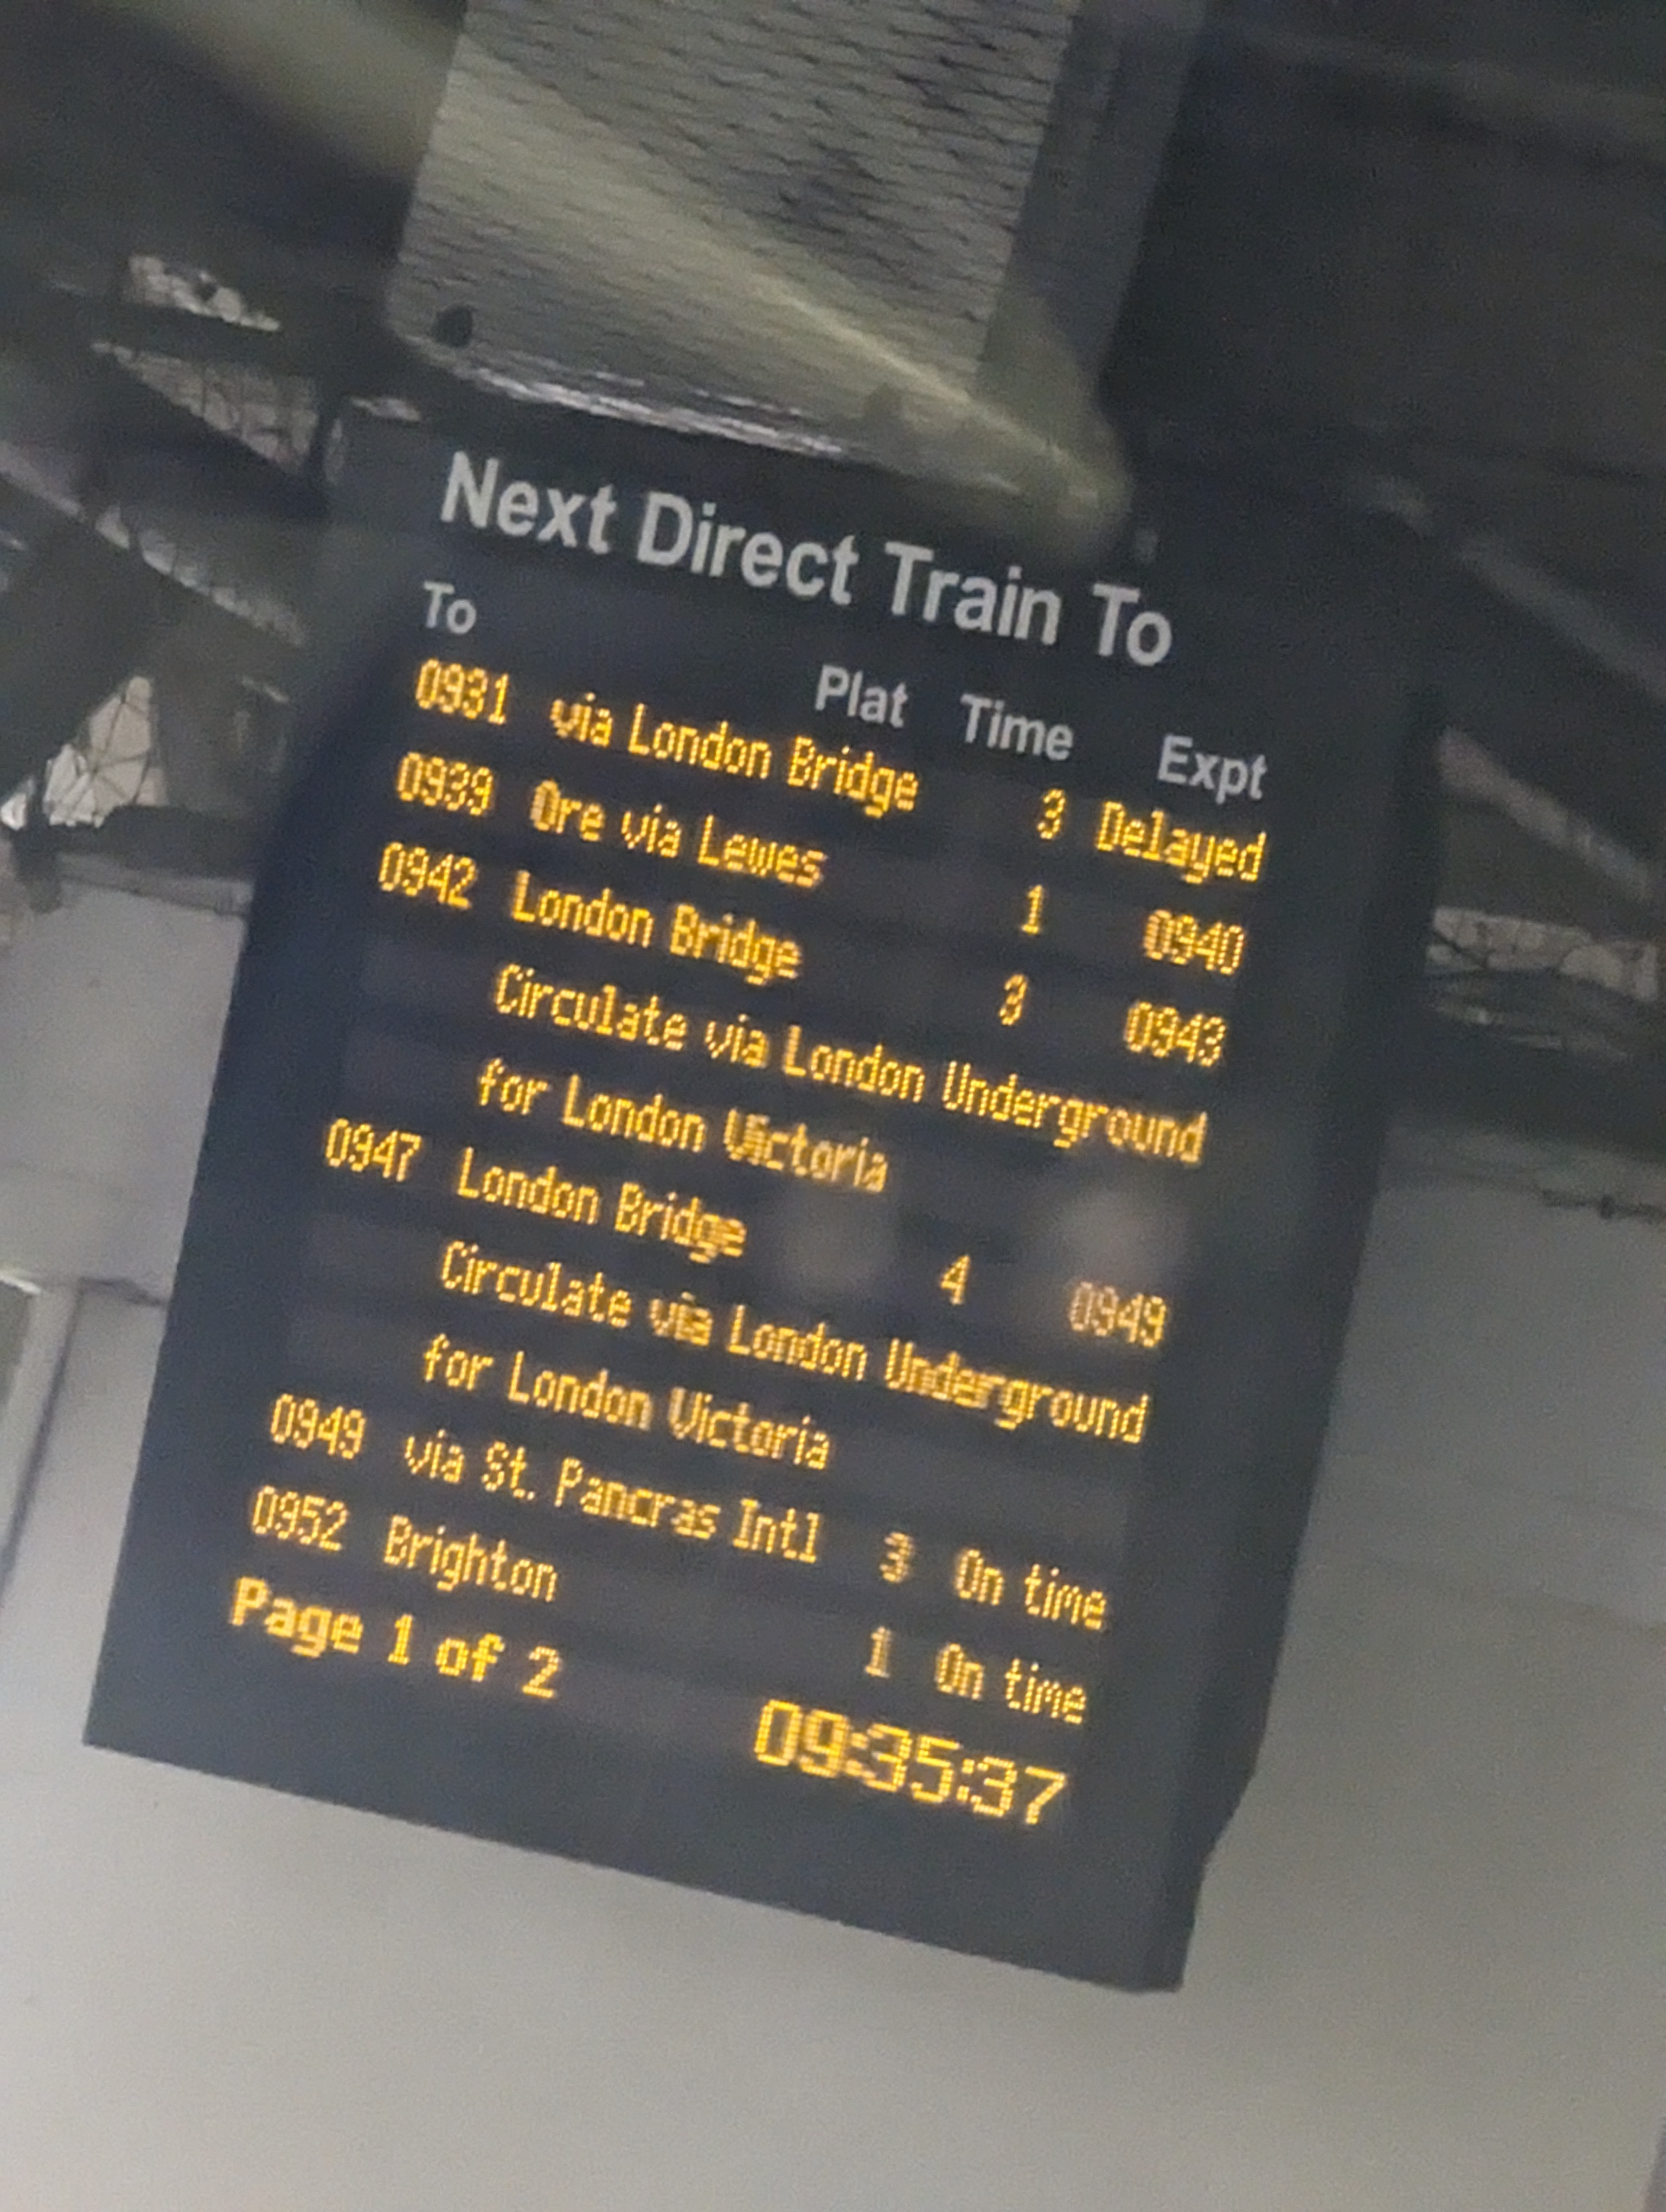 Next Direct Train To
To Plat Time Expt
0931 via London Bridge 3 Delayed
0939 Ore via Lewes 1 0940
0942 London Bridge 3 0943
Circulate via London Underground
for London Victoria
0947 London Bridge 4 0949
Circulate via London Underground
for London Victoria
0949 via St. Pancras Intl 3 On time
0952 Brighton 1 On time
Page 1 of 2
09:35:37